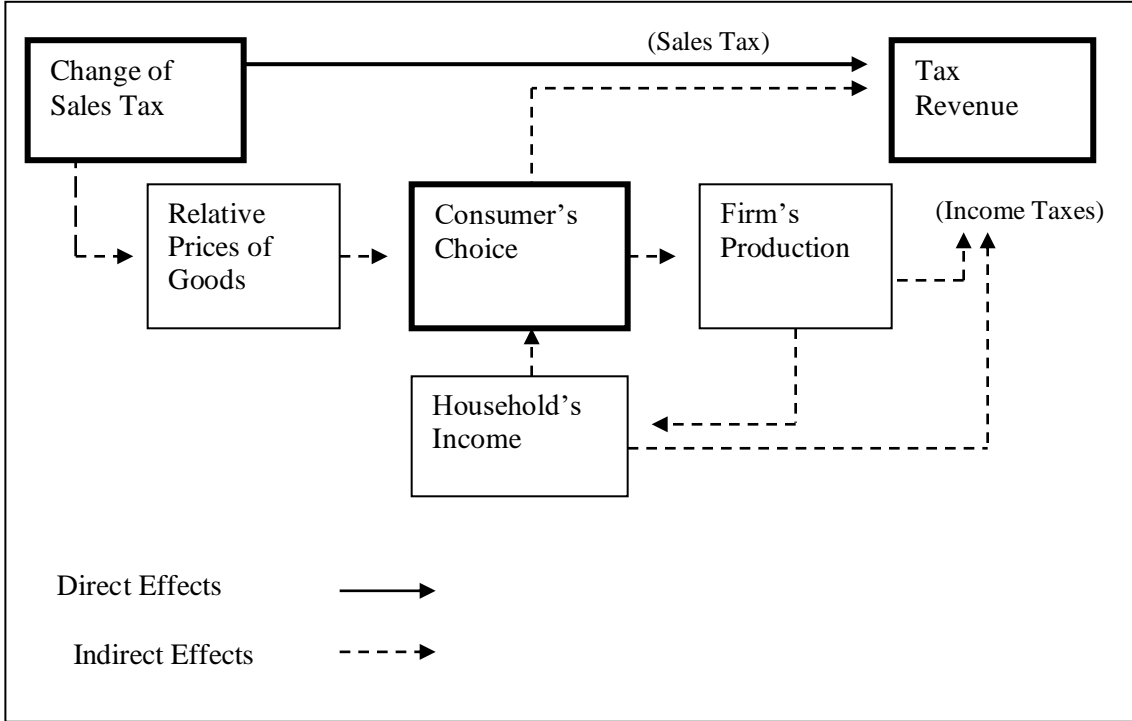 Change of
Sales Tax
(Sales Tax)
Tax
Revenue
Relative
Prices of
Goods
Consumer’s
Choice
Firm’s
Production
(Income Taxes)
Household’s
Income
Direct Effects
Indirect Effects